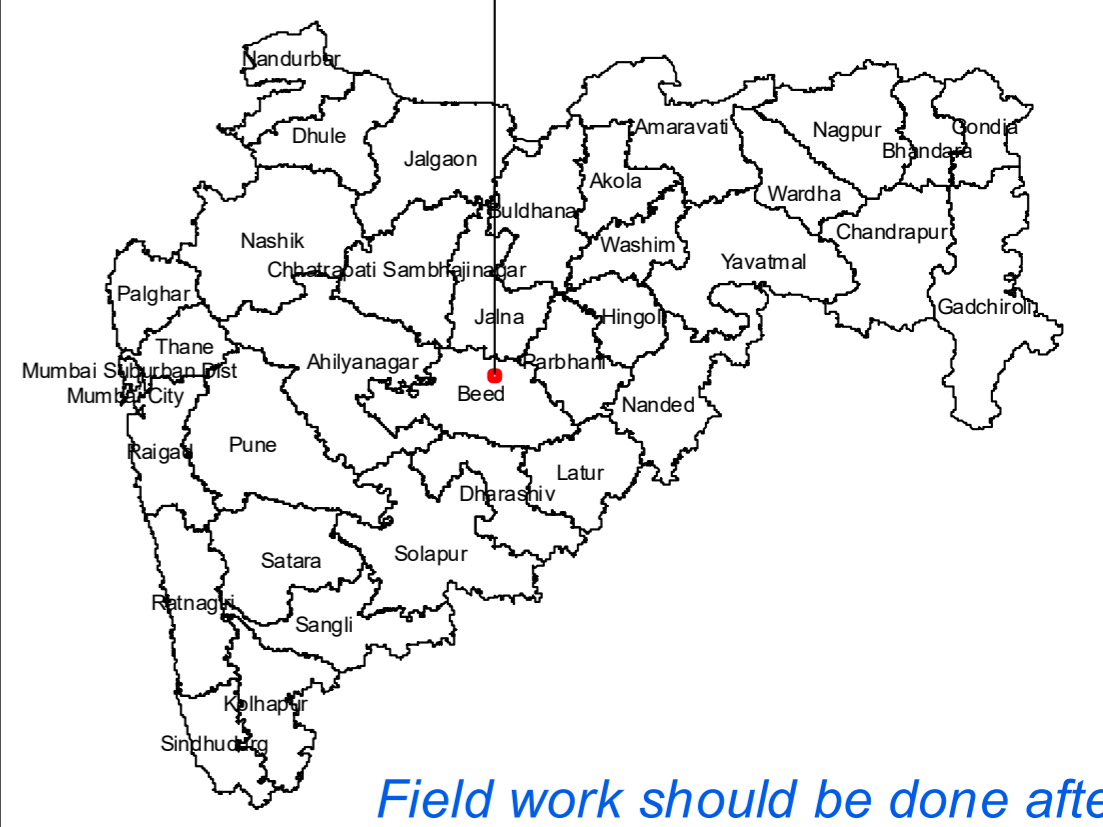 Nandurbar
Dhule
Jalgaon
Amaravati
Nagpur
Gondia
Bhandara
Akola
Wardha
Buldhana
Nashik
Washim
Chandrapur
Chhatrapati Sambhajinagar
Yavatmal
Palghar
Gadchiroli
Jalna
Hingoli
Thane
Ahilyanagar
Parbhani
Mumbai Suburban Dist
Mumbai City
Beed
Nanded
Raigad
Pune
Latur
Dharashiv
Satara
Solapur
Ratnagiri
Sangli
Kolhapur
Sindhudurg
Field work should be done afte